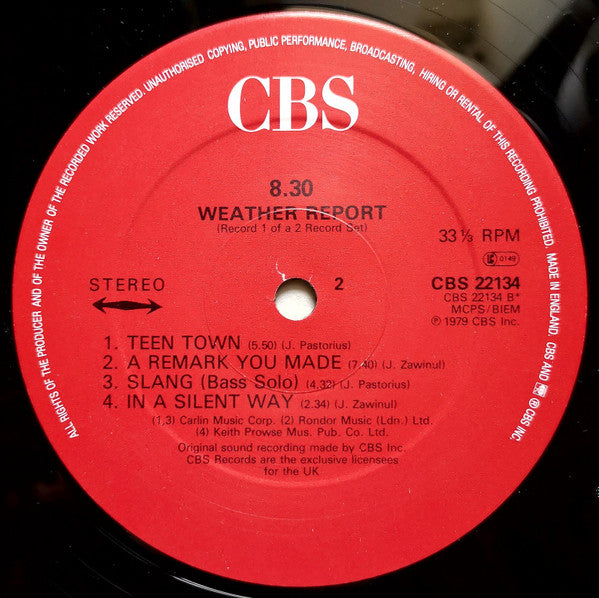 ALL RIGHTS OF THE PRODUCER AND OF THE OWNER OF THE RECORDED WORK RESERVED. UNAUTHORISED COPYING, PUBLIC PERFORMANCE, BROADCASTING, HIRING OR RENTAL OF THIS RECORDING PROHIBITED. MADE IN ENGLAND. CBS AND ℗ CBS INC.
CBS
8.30
WEATHER REPORT
(Record 1 of a 2 Record Set)
33⅓ RPM
0149
STEREO
2
CBS 22134
CBS 22134 B*
MCPS/BIEM
℗ 1979 CBS Inc.
1. TEEN TOWN (5.50) (J. Pastorius)
2. A REMARK YOU MADE (7.40) (J. Zawinul)
3. SLANG (Bass Solo) (4.32) (J. Pastorius)
4. IN A SILENT WAY (2.34) (J. Zawinul)
(1,3) Carlin Music Corp. (2) Rondor Music (Ldn.) Ltd.
(4) Keith Prowse Mus. Pub. Co. Ltd.
Original sound recording made by CBS Inc.
CBS Records are the exclusive licensees
for the UK